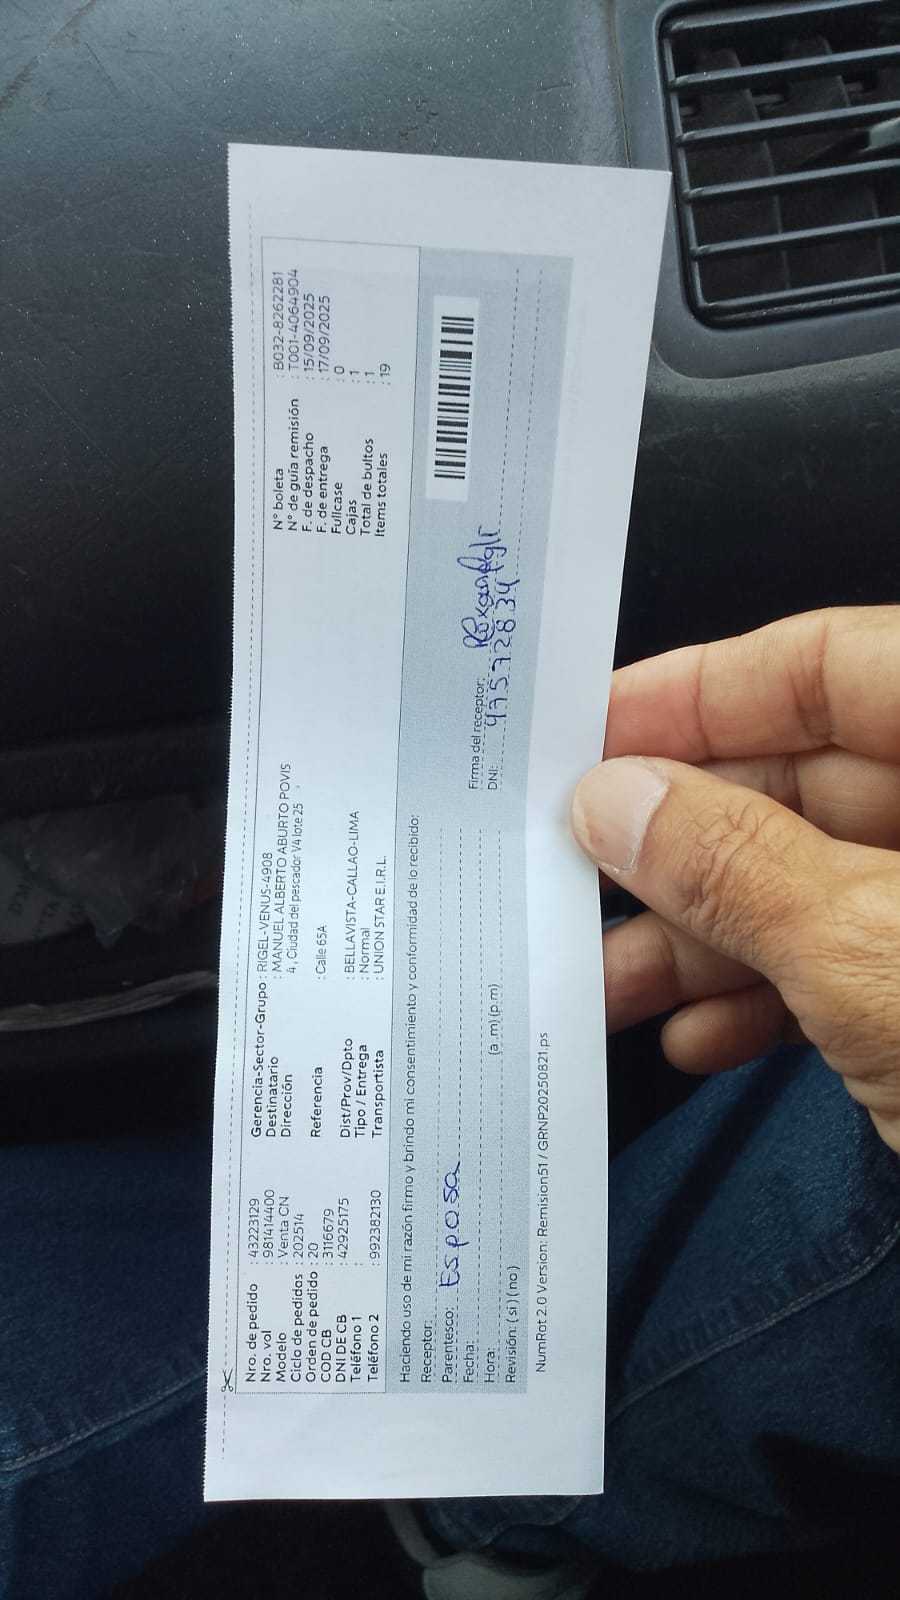 Nro. de pedido : 43223129
Nro. vol : 981414400
Modelo : Venta CN
Ciclo de pedidos : 202514
Orden de pedido : 20
COD CB : 3116679
DNI DE CB : 42925175
Teléfono 1 :
Teléfono 2 : 992382130
Gerencia-Sector-Grupo : RIGEL-VENUS-4908
Destinatario : MANUEL ALBERTO ABURTO POVIS
Dirección 4 , Ciudad del pescador V4 lote 25
Referencia : Calle 65A
Dist/Prov/Dpto : BELLAVISTA-CALLAO-LIMA
Tipo / Entrega : Normal
Transportista : UNION STAR E.I.R.L.
N° boleta : B032-8262281
N° de guia remisión : T001-4064904
F. de despacho : 15/09/2025
F. de entrega : 17/09/2025
Fullcase : 0
Cajas : 1
Total de bultos : 1
Items totales : 19
Haciendo uso de mi razón firmo y brindo mi consentimiento y conformidad de lo recibido:
Receptor:
Parentesco: Esposa
Fecha:
Hora: (a .m) (p.m)
Revisión: ( si ) ( no )
Firma del receptor:
DNI: 47572834
NumRot 2.0 Version: Remision51 / GRNP20250821.ps